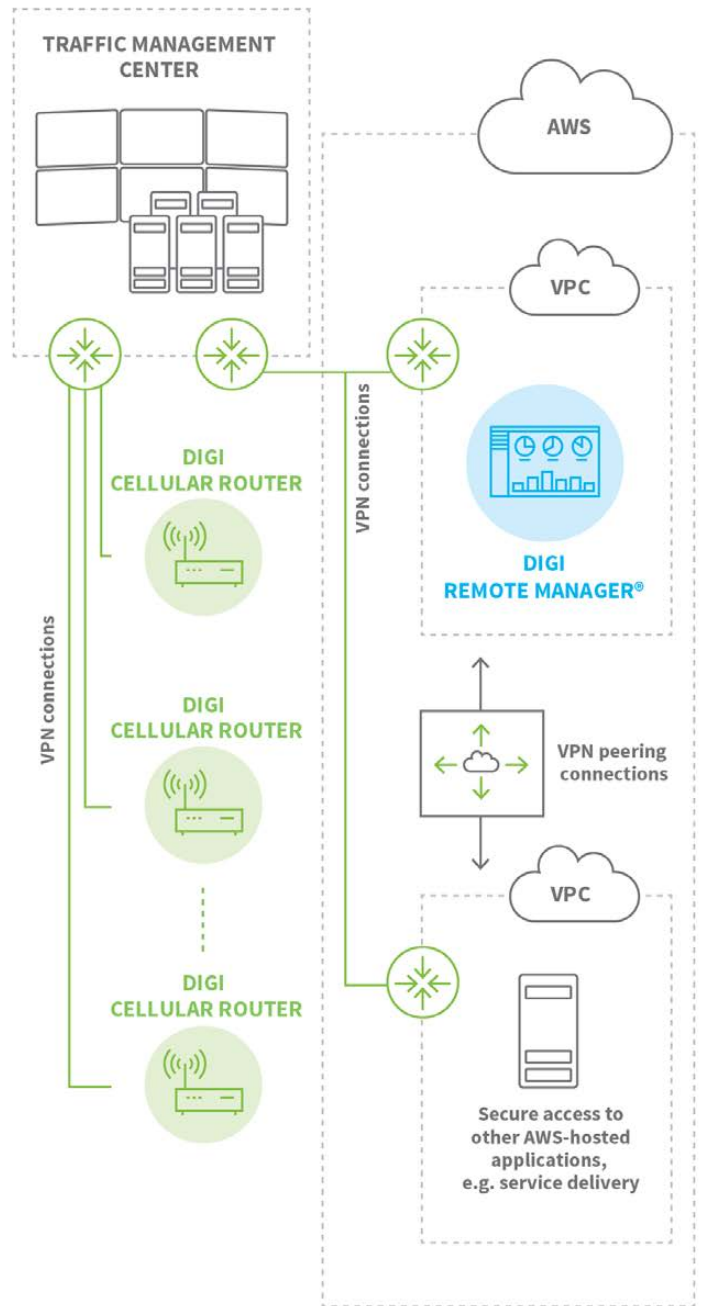 TRAFFIC MANAGEMENT
CENTER
AWS
VPC
DIGI
CELLULAR ROUTER
VPN connections
DIGI
REMOTE MANAGER®
VPN connections
DIGI
CELLULAR ROUTER
VPN peering
connections
VPC
DIGI
CELLULAR ROUTER
Secure access to
other AWS-hosted
applications,
e.g. service delivery